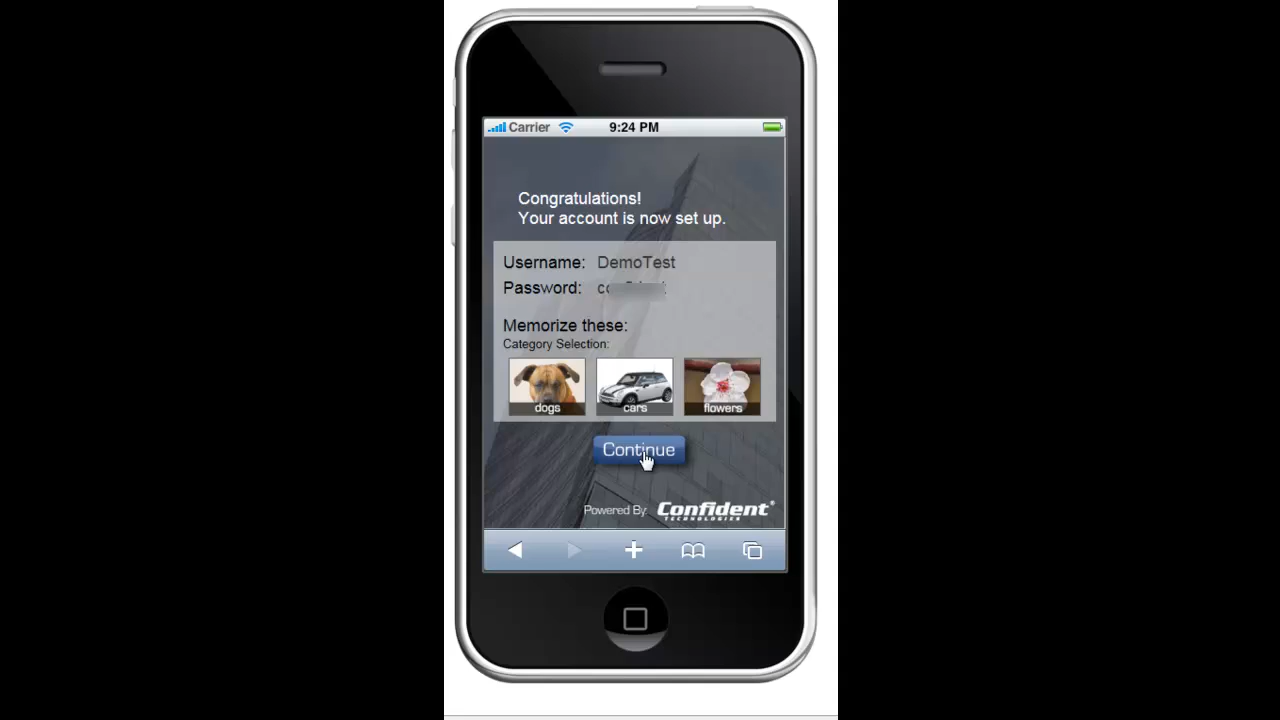 Carrier 9:24 PM
Congratulations!
Your account is now set up.
Username: DemoTest
Password:
Memorize these:
Category Selection:
dogs cars flowers
Continue
Powered By: Confident®
TECHNOLOGIES